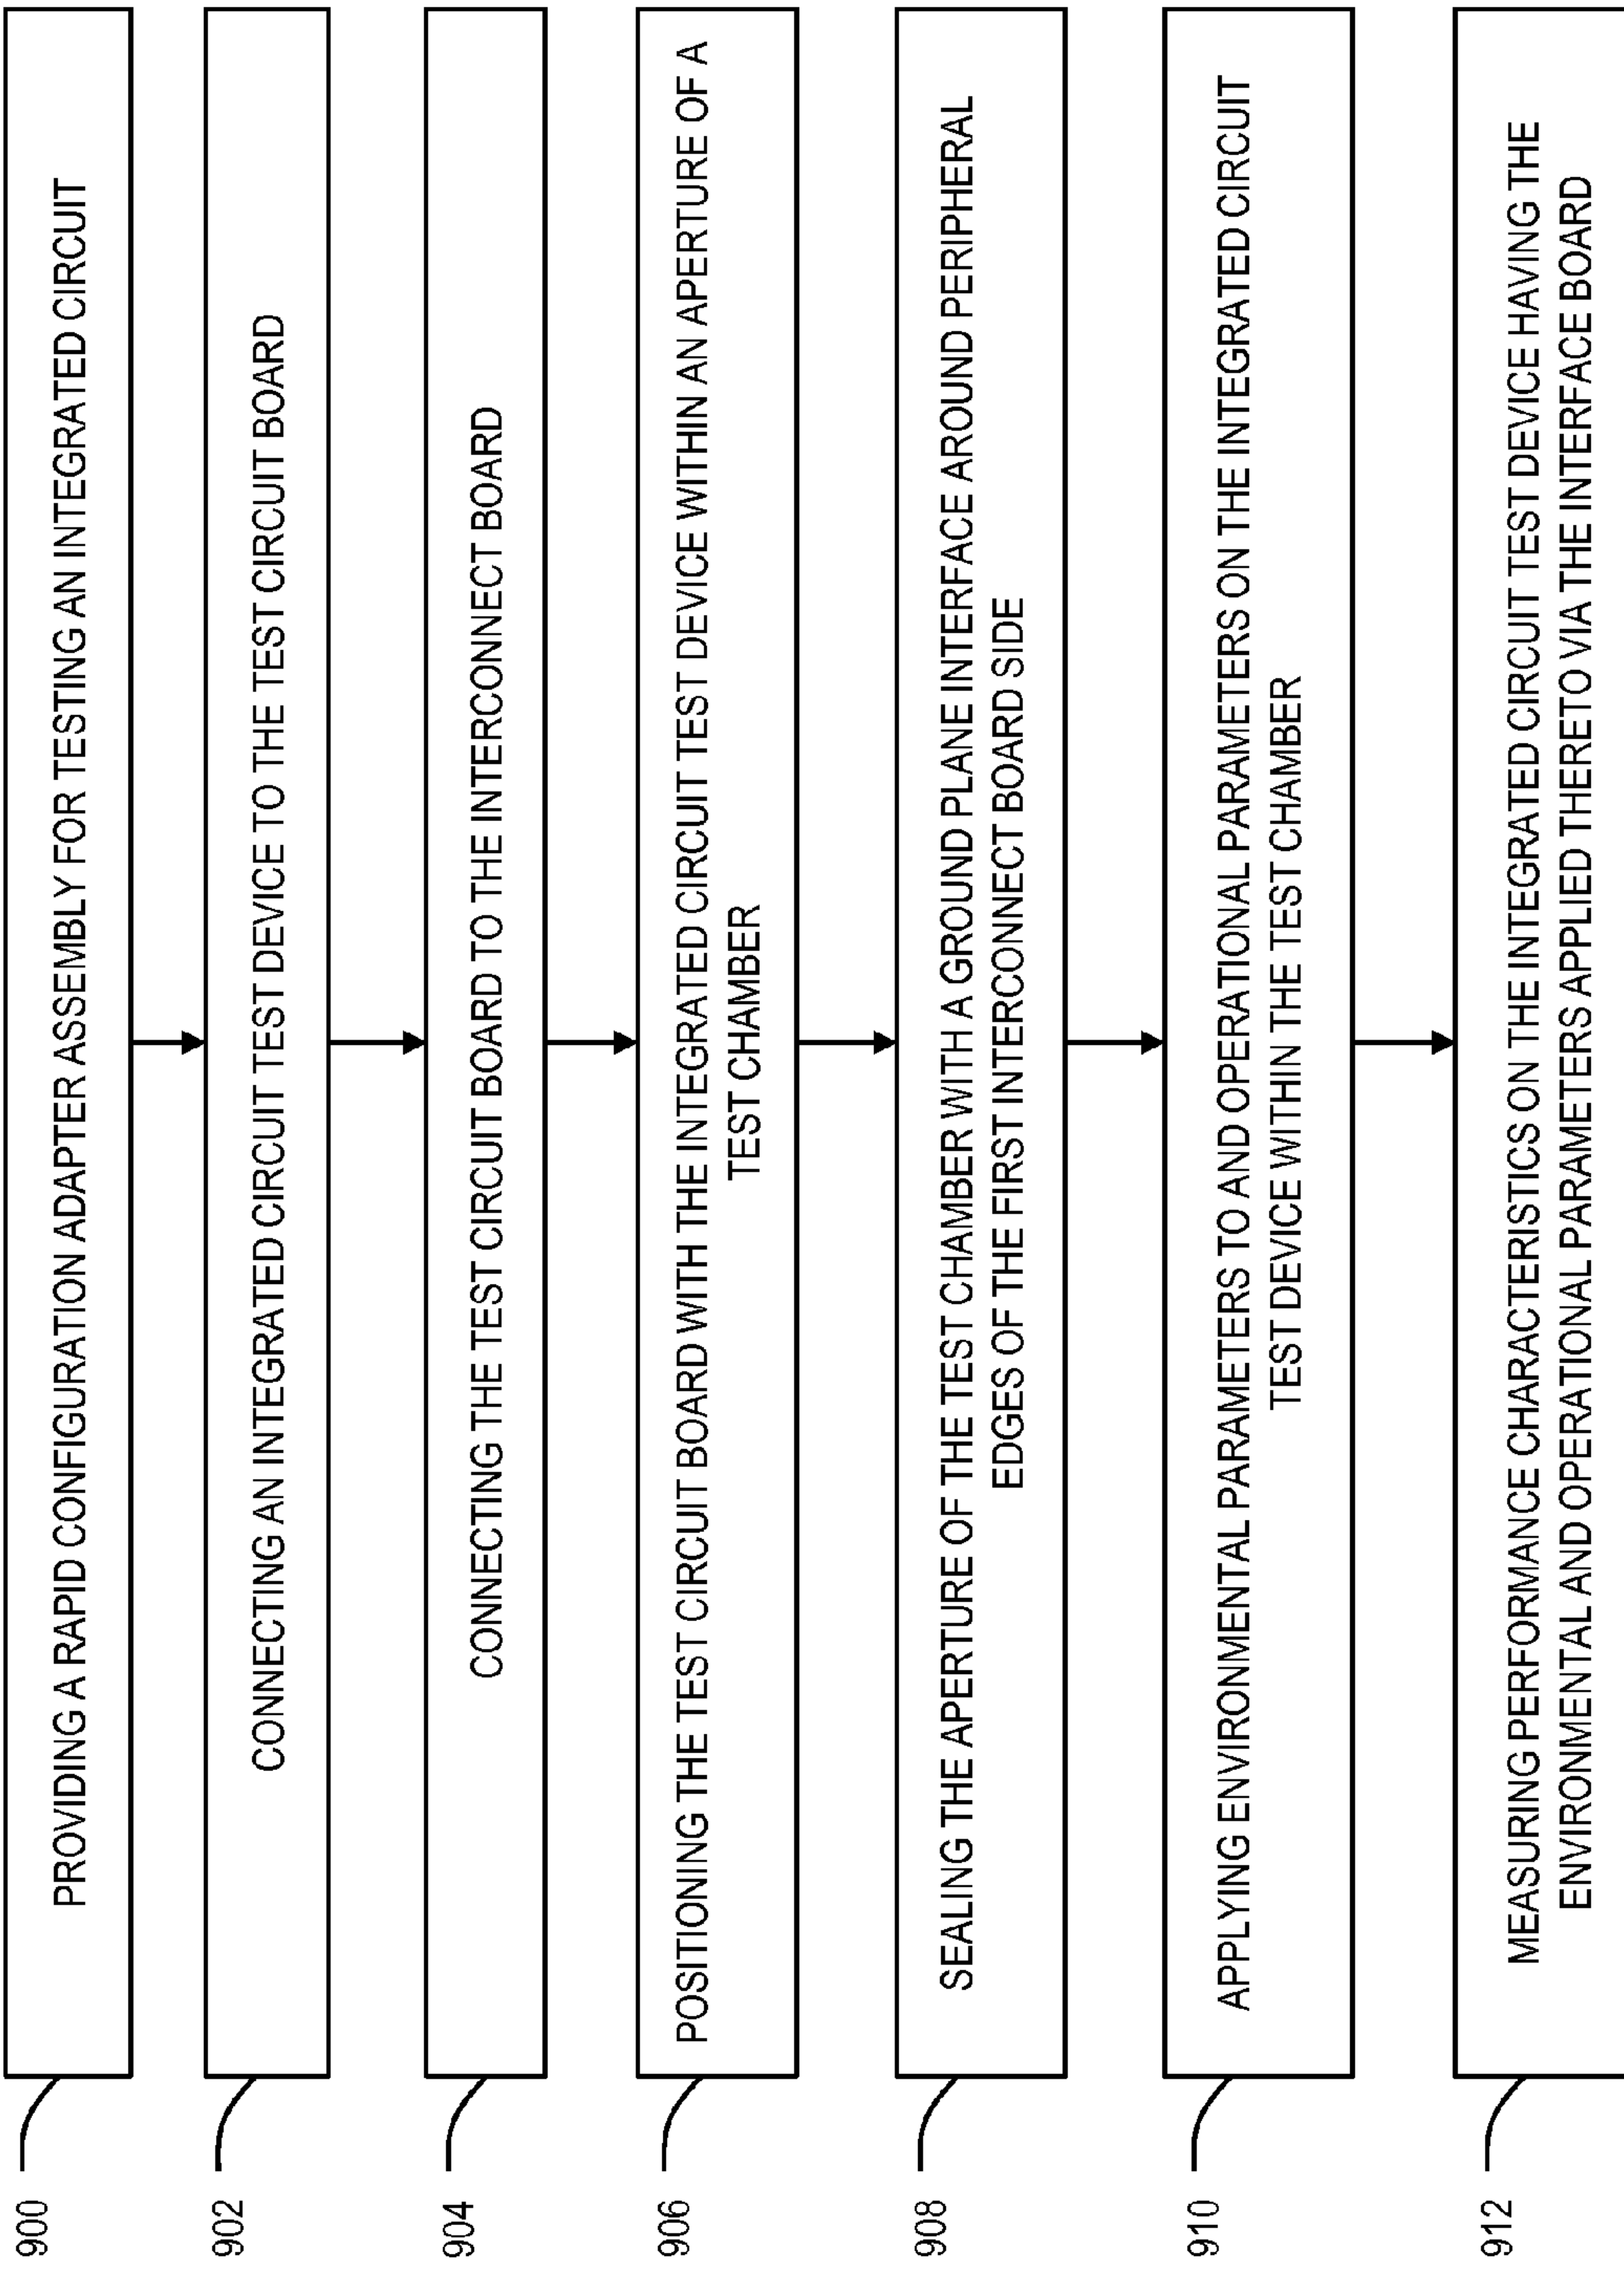 900
PROVIDING A RAPID CONFIGURATION ADAPTER ASSEMBLY FOR TESTING AN INTEGRATED CIRCUIT
902
CONNECTING AN INTEGRATED CIRCUIT TEST DEVICE TO THE TEST CIRCUIT BOARD
904
CONNECTING THE TEST CIRCUIT BOARD TO THE INTERCONNECT BOARD
906
POSITIONING THE TEST CIRCUIT BOARD WITH THE INTEGRATED CIRCUIT TEST DEVICE WITHIN AN APERTURE OF A
TEST CHAMBER
908
SEALING THE APERTURE OF THE TEST CHAMBER WITH A GROUND PLANE INTERFACE AROUND PERIPHERAL
EDGES OF THE FIRST INTERCONNECT BOARD SIDE
910
APPLYING ENVIRONMENTAL PARAMETERS TO AND OPERATIONAL PARAMETERS ON THE INTEGRATED CIRCUIT
TEST DEVICE WITHIN THE TEST CHAMBER
912
MEASURING PERFORMANCE CHARACTERISTICS ON THE INTEGRATED CIRCUIT TEST DEVICE HAVING THE
ENVIRONMENTAL AND OPERATIONAL PARAMETERS APPLIED THERETO VIA THE INTERFACE BOARD